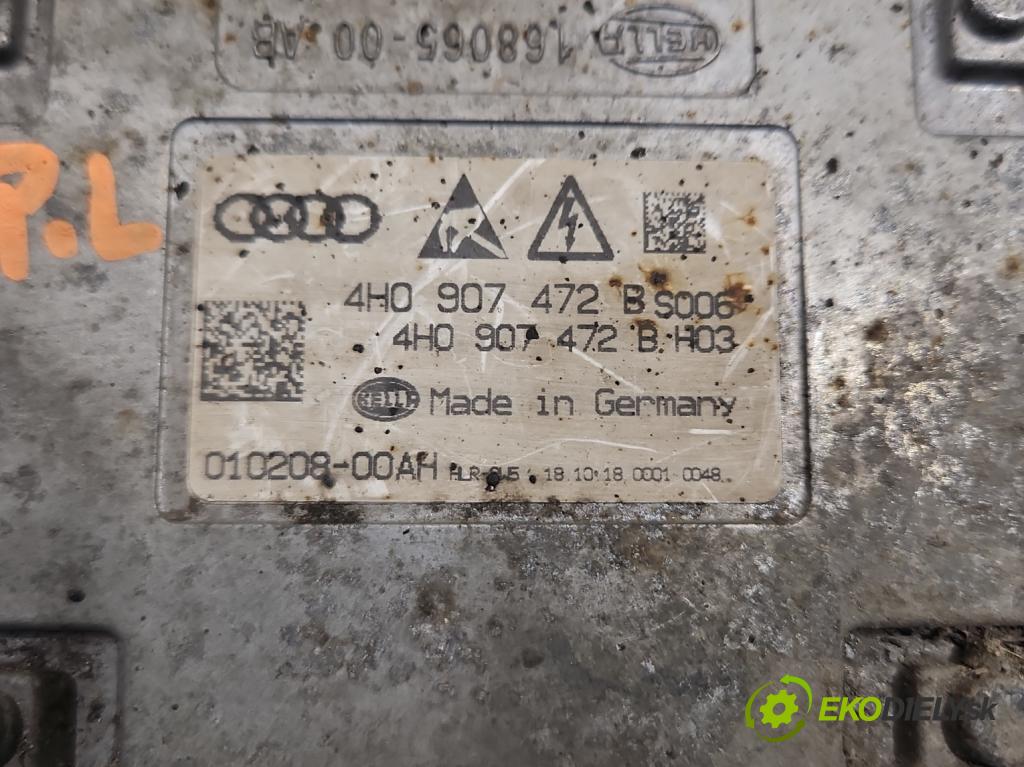 HELLA 168065-00 AB
P.L
4H0 907 472 B S006
4H0 907 472 B H03
HELLA Made in Germany
010208-00AH 18.10.18 0001 0048
EKODIELY.SK